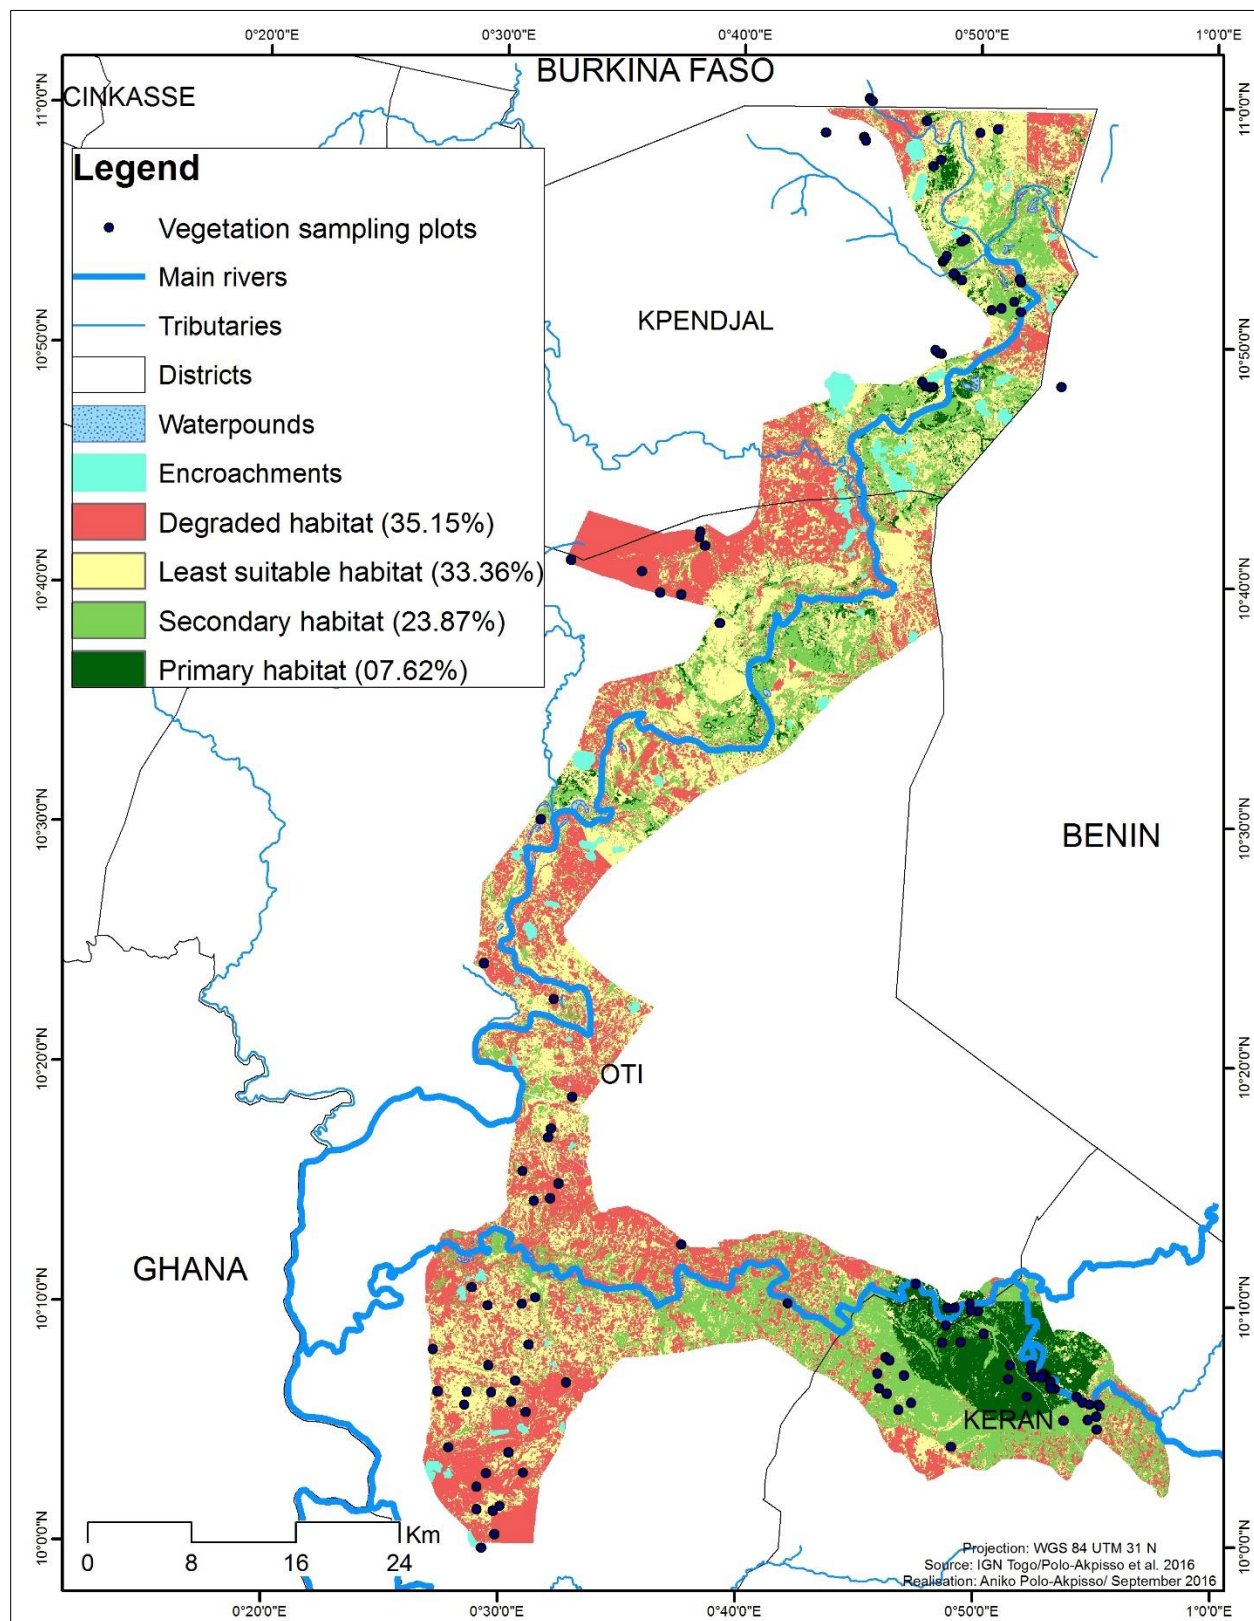 0°20'0"E 0°30'0"E 0°40'0"E 0°50'0"E 1°0'0"E
BURKINA FASO
CINKASSE
11°0'0"N
11°0'0"N
Legend
Vegetation sampling plots
Main rivers
Tributaries
KPENDJAL
10°50'0"N
10°50'0"N
Districts
Waterpounds
Encroachments
Degraded habitat (35.15%)
Least suitable habitat (33.36%)
10°40'0"N
10°40'0"N
Secondary habitat (23.87%)
Primary habitat (07.62%)
10°30'0"N
10°30'0"N
BENIN
10°20'0"N
10°20'0"N
OTI
GHANA
10°10'0"N
10°10'0"N
KERAN
10°0'0"N
10°0'0"N
Km
0 8 16 24
Projection: WGS 84 UTM 31 N
Source: IGN Togo/Polo-Akpisso et al. 2016
Realisation: Aniko Polo-Akpisso/ September 2016
0°20'0"E 0°30'0"E 0°40'0"E 0°50'0"E 1°0'0"E